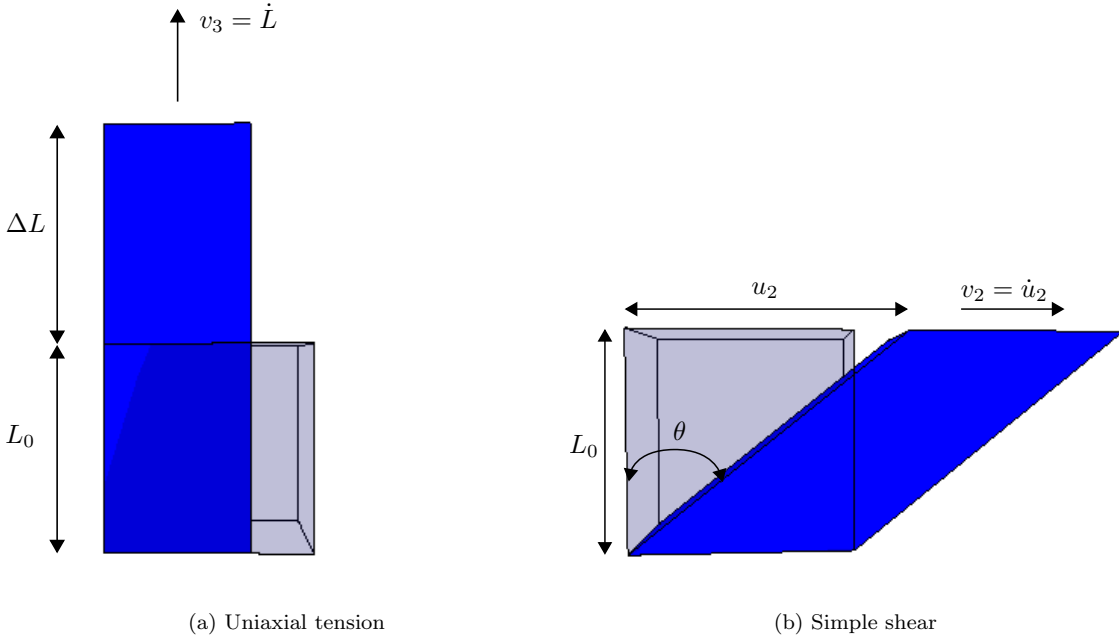 v₃ = L̇
ΔL
L₀
(a) Uniaxial tension
u₂
v₂ = u̇₂
L₀
θ
(b) Simple shear